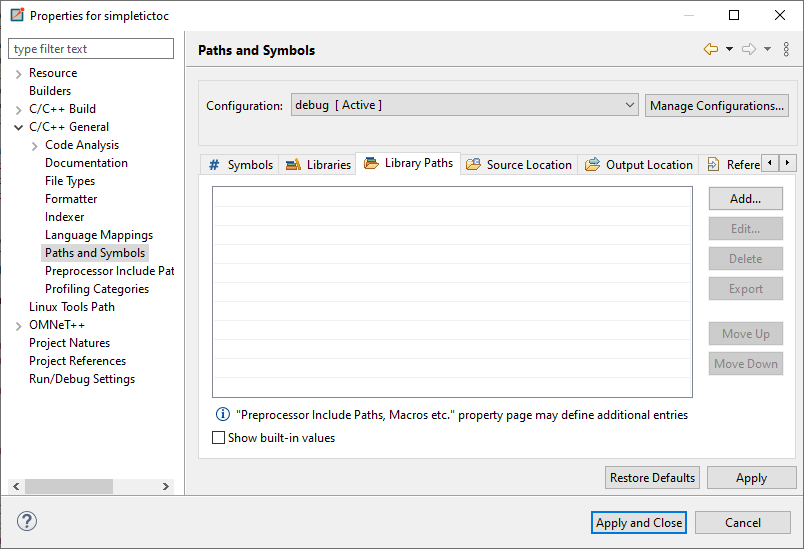 Properties for simpletictoc
type filter text
Resource
Builders
C/C++ Build
C/C++ General
Code Analysis
Documentation
File Types
Formatter
Indexer
Language Mappings
Paths and Symbols
Preprocessor Include Pat
Profiling Categories
Linux Tools Path
OMNeT++
Project Natures
Project References
Run/Debug Settings
Paths and Symbols
Configuration: debug [ Active ] Manage Configurations...
# Symbols Libraries Library Paths Source Location Output Location Refere
Add...
Edit...
Delete
Export
Move Up
Move Down
"Preprocessor Include Paths, Macros etc." property page may define additional entries
Show built-in values
Restore Defaults Apply
Apply and Close Cancel